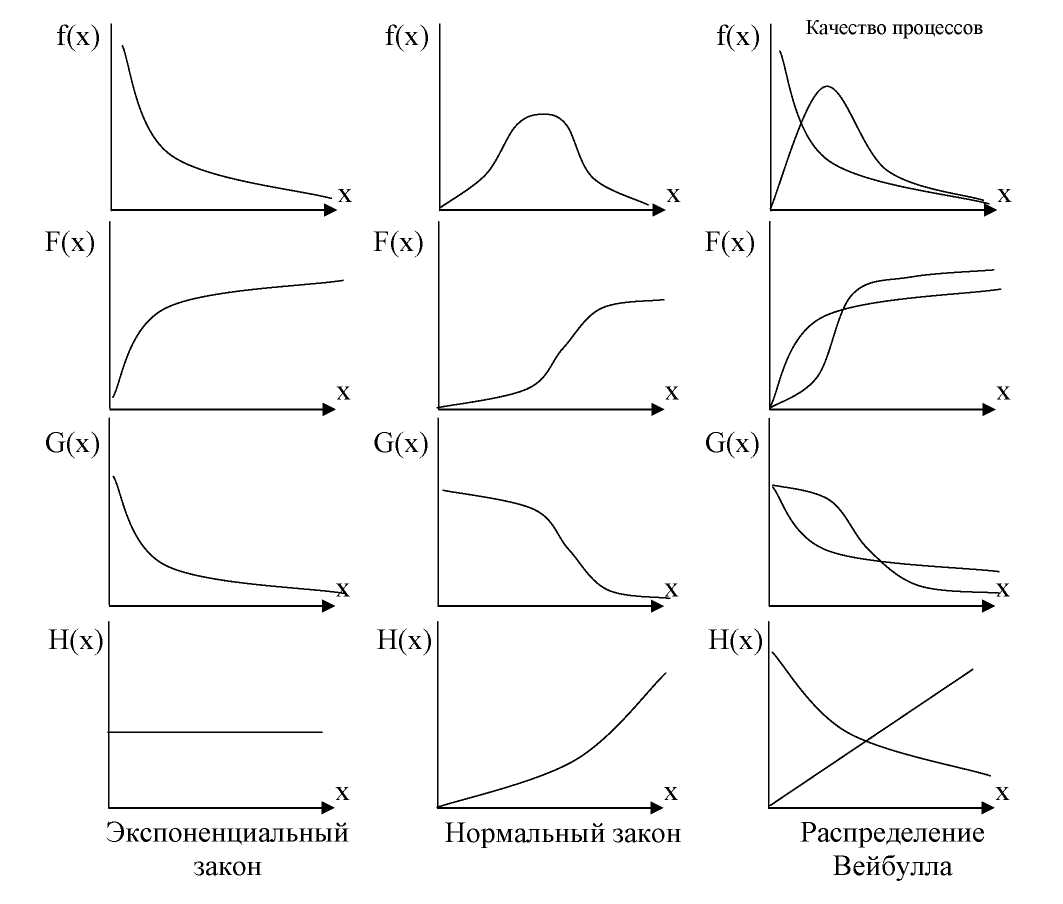 Качество процессов
f(x) f(x) f(x)
x x x
F(x) F(x) F(x)
x x x
G(x) G(x) G(x)
x x x
H(x) H(x) H(x)
x x x
Экспоненциальный
закон
Нормальный закон
Распределение
Вейбулла